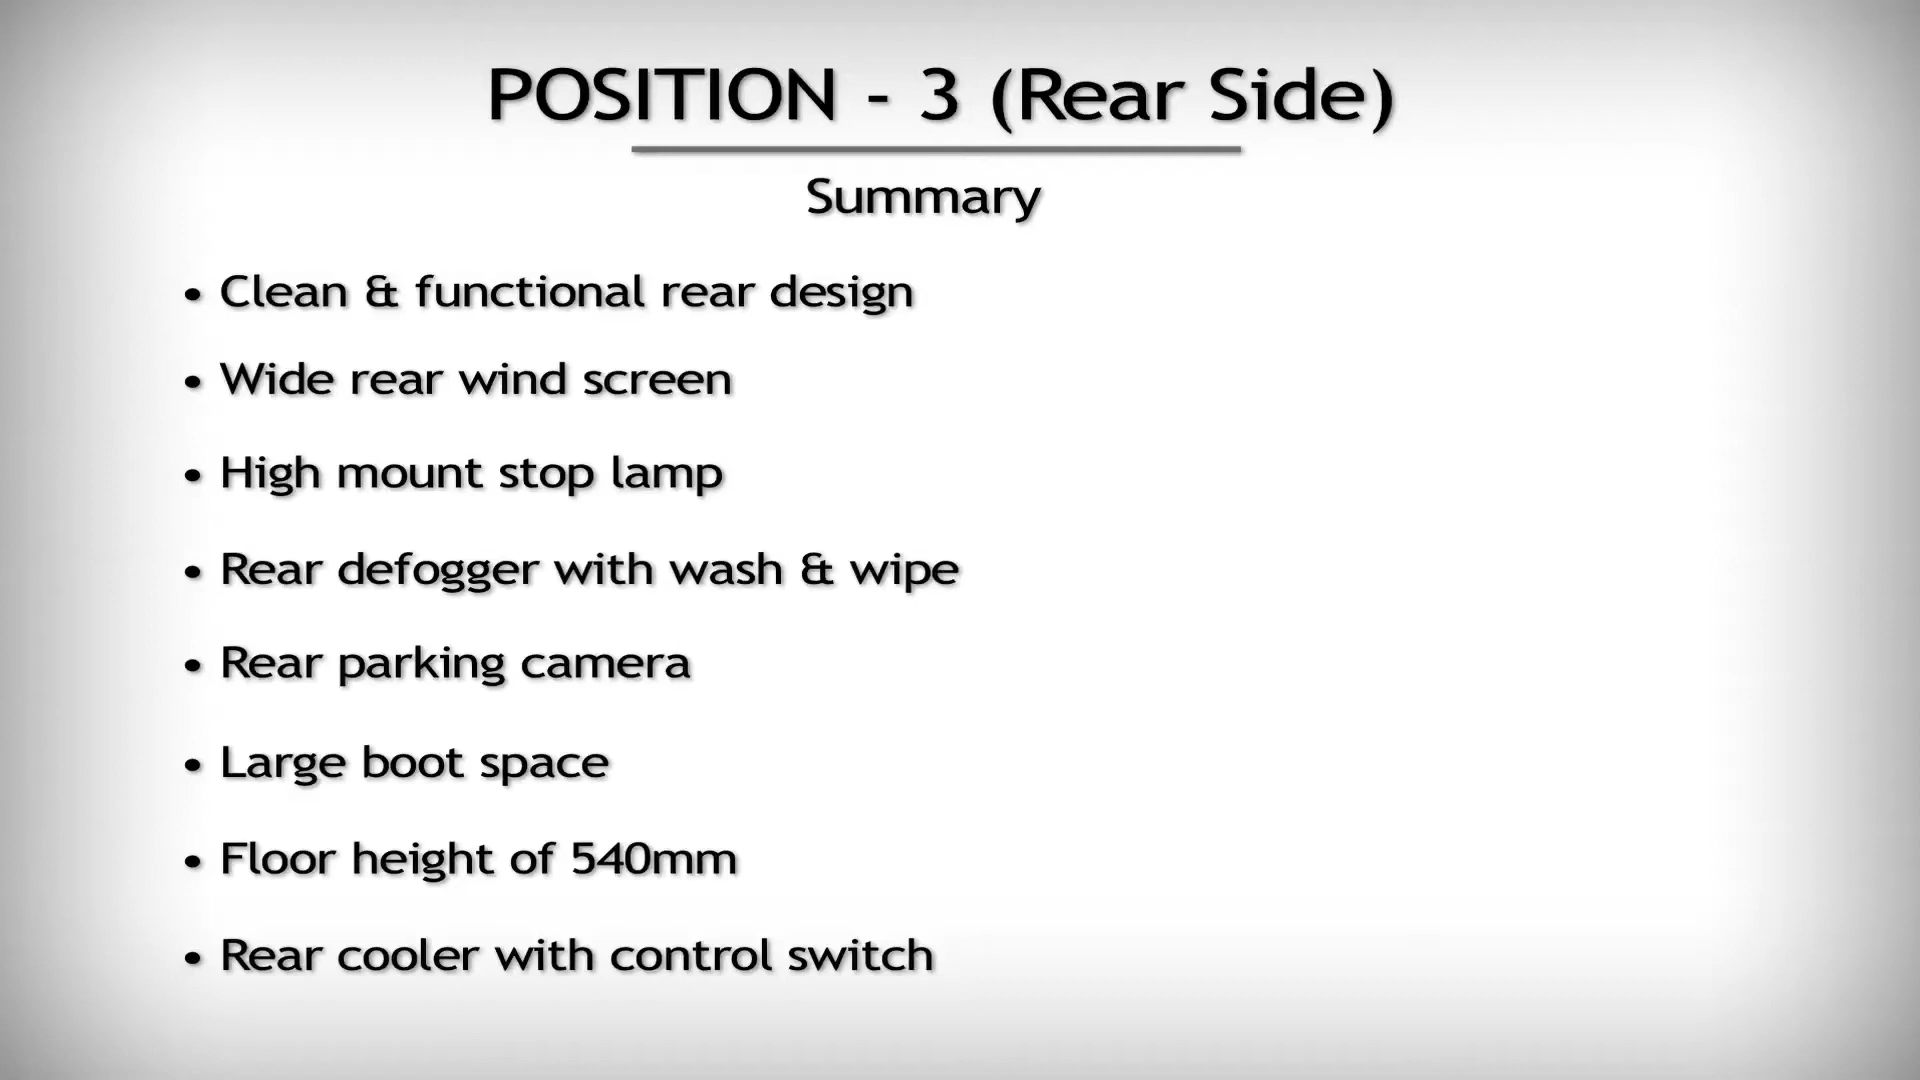 POSITION - 3 (Rear Side)
Summary
• Clean & functional rear design
• Wide rear wind screen
• High mount stop lamp
• Rear defogger with wash & wipe
• Rear parking camera
• Large boot space
• Floor height of 540mm
• Rear cooler with control switch